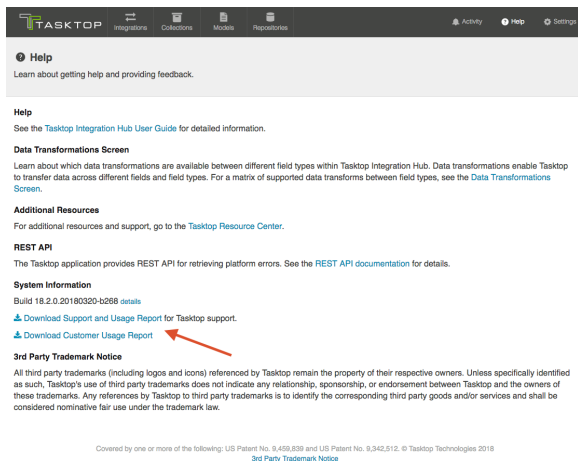 TASKTOP
Integrations Collections Models Repositories
Activity Help Settings
Help
Learn about getting help and providing feedback.
Help
See the Tasktop Integration Hub User Guide for detailed information.
Data Transformations Screen
Learn about which data transformations are available between different field types within Tasktop Integration Hub. Data transformations enable Tasktop
to transfer data across different fields and field types. For a matrix of supported data transforms between field types, see the Data Transformations
Screen.
Additional Resources
For additional resources and support, go to the Tasktop Resource Center.
REST API
The Tasktop application provides REST API for retrieving platform errors. See the REST API documentation for details.
System Information
Build 18.2.0.20180320-b268 details
Download Support and Usage Report for Tasktop support.
Download Customer Usage Report
3rd Party Trademark Notice
All third party trademarks (including logos and icons) referenced by Tasktop remain the property of their respective owners. Unless specifically identified
as such, Tasktop's use of third party trademarks does not indicate any relationship, sponsorship, or endorsement between Tasktop and the owners of
these trademarks. Any references by Tasktop to third party trademarks is to identify the corresponding third party goods and/or services and shall be
considered nominative fair use under the trademark law.
Covered by one or more of the following: US Patent No. 9,459,839 and US Patent No. 9,342,512. © Tasktop Technologies 2018
3rd Party Trademark Notice